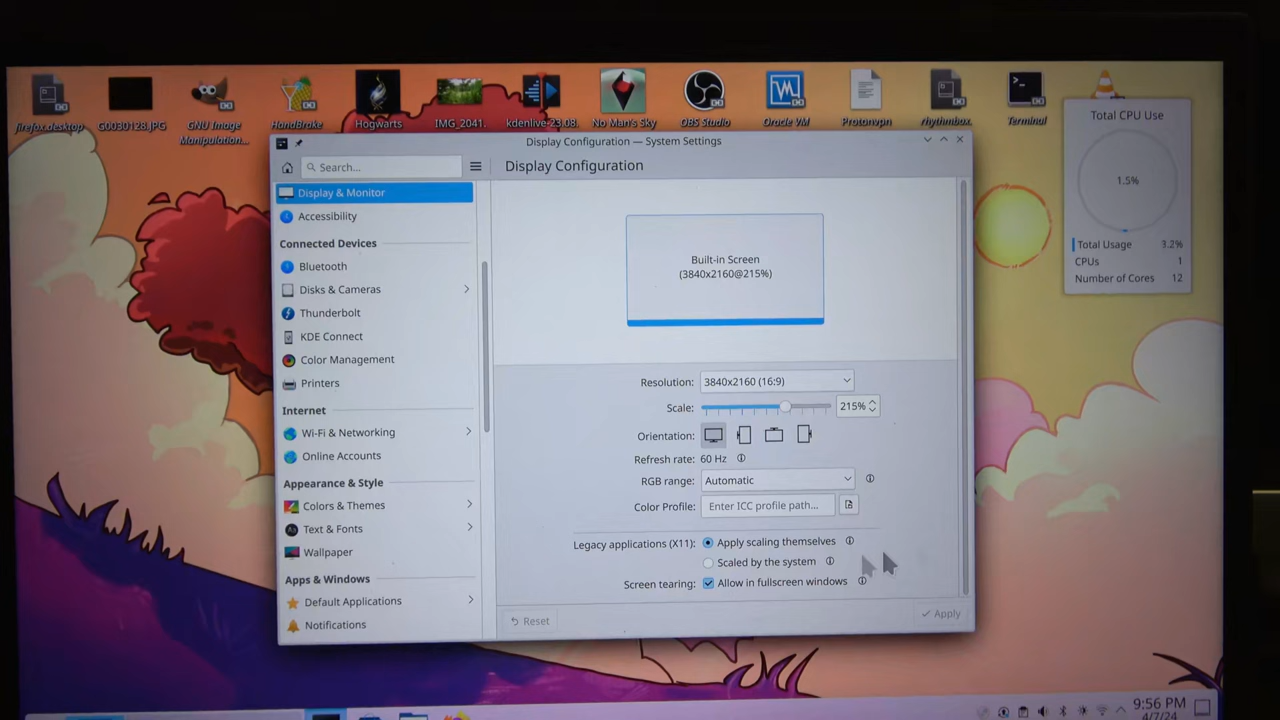 firefox.desktop
G0030128.JPG
GNU Image
Manipulation...
HandBrake
Hogwarts
IMG_2041.
kdenlive-23.08.
No Man's Sky
OBS Studio
Oracle VM
Protonvpn
rhythmbox.
Terminal
Total CPU Use
1.5%
Total Usage 3.2%
CPUs 1
Number of Cores 12
Display Configuration — System Settings
Search...
Display Configuration
Display & Monitor
Accessibility
Connected Devices
Bluetooth
Disks & Cameras
Thunderbolt
KDE Connect
Color Management
Printers
Internet
Wi-Fi & Networking
Online Accounts
Appearance & Style
Colors & Themes
Text & Fonts
Wallpaper
Apps & Windows
Default Applications
Notifications
Built-in Screen
(3840x2160@215%)
Resolution: 3840x2160 (16:9)
Scale: 215%
Orientation:
Refresh rate: 60 Hz
RGB range: Automatic
Color Profile: Enter ICC profile path...
Legacy applications (X11): Apply scaling themselves
Scaled by the system
Screen tearing: Allow in fullscreen windows
Reset
Apply
9:56 PM
4/7/24